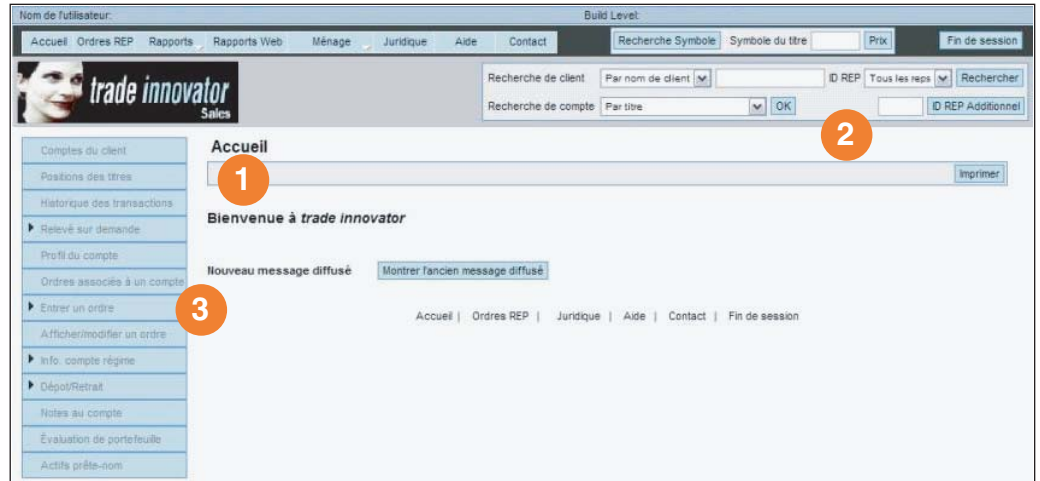 Nom de l'utilisateur: Build Level:
Accueil Ordres REP Rapports Rapports Web Ménage Juridique Aide Contact Recherche Symbole Symbole du titre Prix Fin de session
trade innovator
Sales
Recherche de client Par nom de client ID REP Tous les reps Rechercher
Recherche de compte Par titre OK ID REP Additionnel
2
Comptes du client
Positions des titres
Historique des transactions
Relevé sur demande
Profil du compte
Ordres associés à un compte
Entrer un ordre
3
Afficher/modifier un ordre
Info. compte régime
Dépot/Retrait
Notes au compte
Évaluation de portefeuille
Actifs prête-nom
Accueil
1
Imprimer
Bienvenue à trade innovator
Nouveau message diffusé Montrer l'ancien message diffusé
Accueil | Ordres REP | Juridique | Aide | Contact | Fin de session